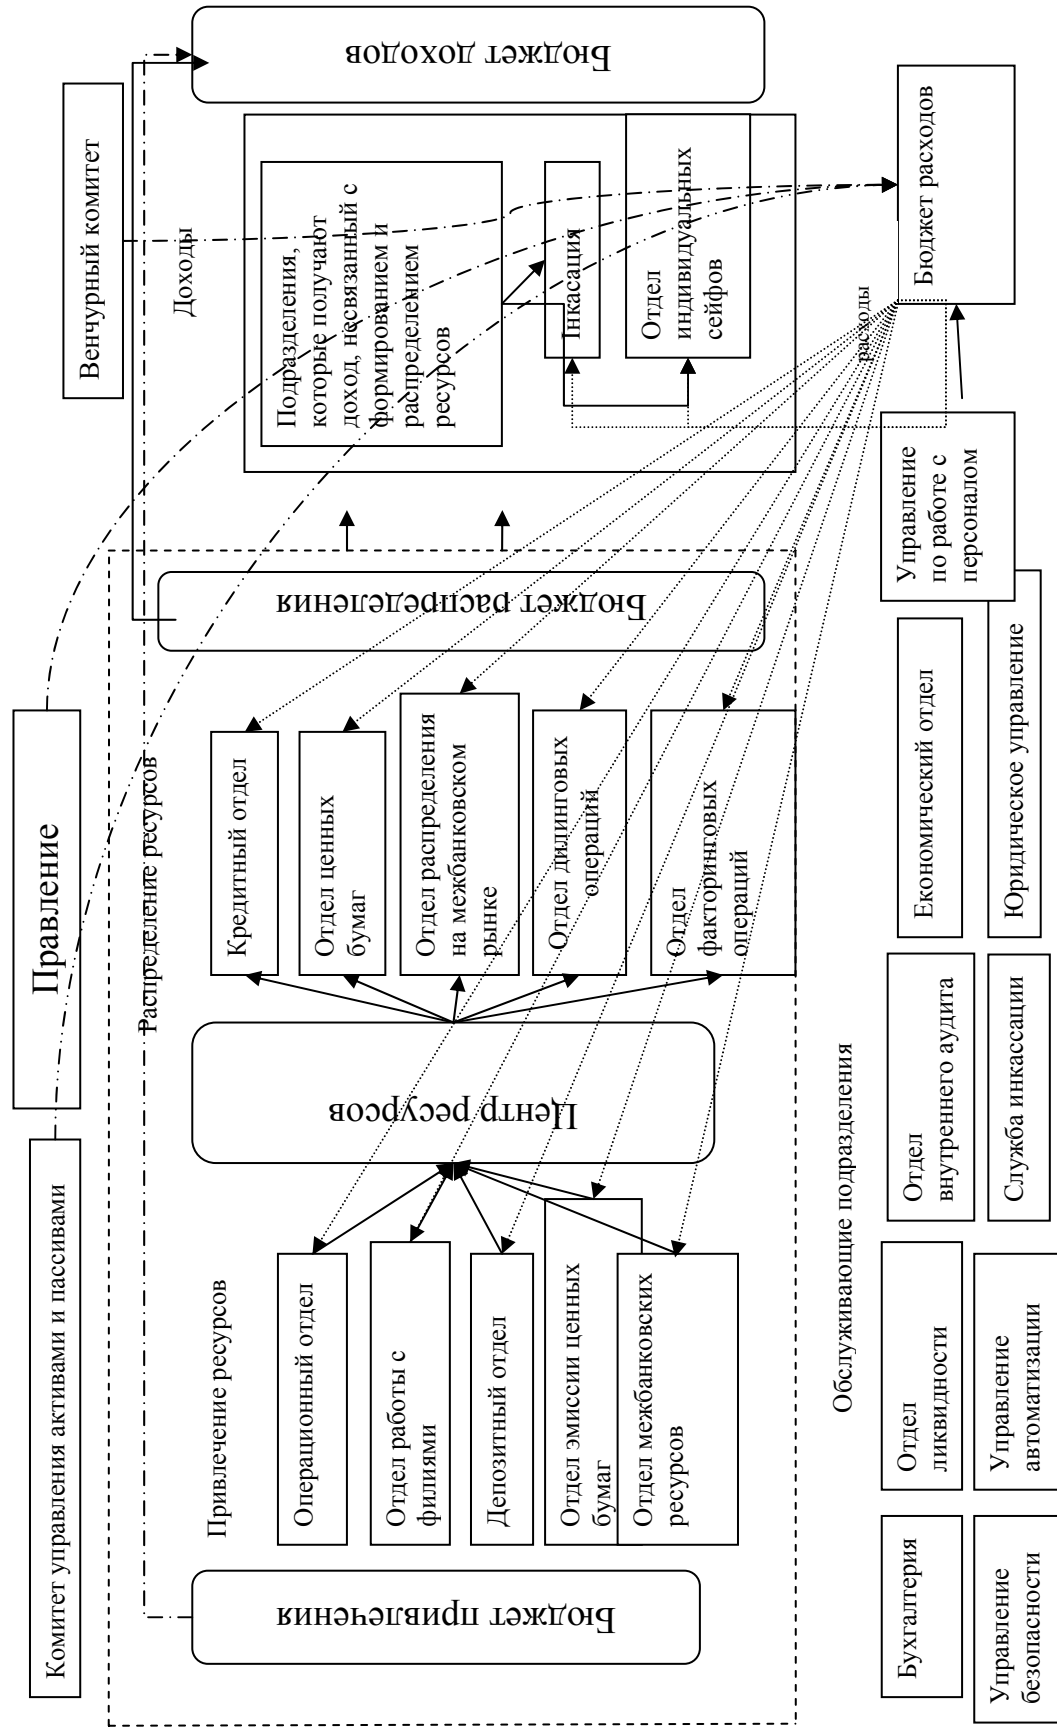 Правление
Комитет управления активами и пассивами
Венчурный комитет
Привлечение ресурсов
Распределение ресурсов
Доходы
Бюджет привлечения
Операционный отдел
Отдел работы с
филиями
Депозитный отдел
Отдел эмиссии ценных
бумаг
Отдел межбанковских
ресурсов
Центр ресурсов
Кредитный отдел
Отдел ценных
бумаг
Отдел распределения
на межбанковском
рынке
Отдел дилинговых
операций
Отдел
факторинговых
операций
Бюджет распределения
Подразделения,
которые получают
доход, несвязанный с
формированием и
распределением
ресурсов
Інкасация
Отдел
индивидуальных
сейфов
Бюджет доходов
расходы
Бюджет расходов
Обслуживающие подразделения
Бухгалтерия
Отдел
ликвидности
Отдел
внутреннего аудита
Економический отдел
Управление
по работе с
персоналом
Управление
безопасности
Управление
автоматизации
Служба инкассации
Юридическое управление